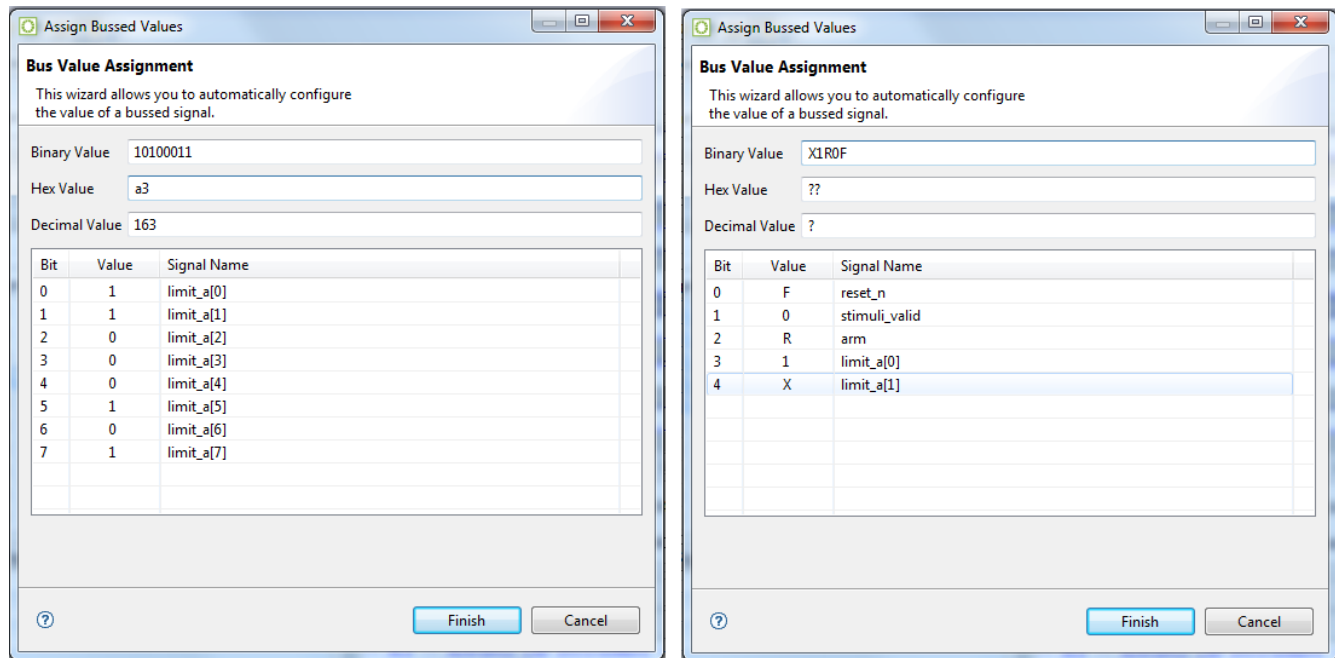 Assign Bussed Values
Bus Value Assignment
This wizard allows you to automatically configure
the value of a bussed signal.
Binary Value 10100011
Hex Value a3
Decimal Value 163
Bit Value Signal Name
0 1 limit_a[0]
1 1 limit_a[1]
2 0 limit_a[2]
3 0 limit_a[3]
4 0 limit_a[4]
5 1 limit_a[5]
6 0 limit_a[6]
7 1 limit_a[7]
? Finish Cancel
Assign Bussed Values
Bus Value Assignment
This wizard allows you to automatically configure
the value of a bussed signal.
Binary Value X1R0F
Hex Value ??
Decimal Value ?
Bit Value Signal Name
0 F reset_n
1 0 stimuli_valid
2 R arm
3 1 limit_a[0]
4 X limit_a[1]
? Finish Cancel